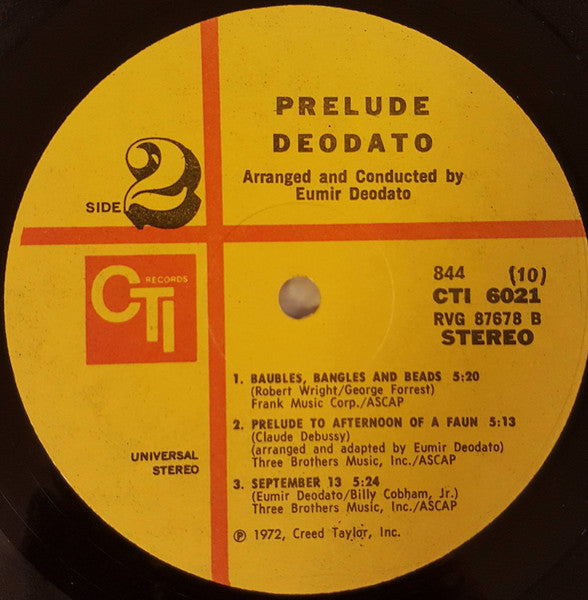 PRELUDE
DEODATO
Arranged and Conducted by
Eumir Deodato
SIDE 2
CTI RECORDS
844 (10)
CTI 6021
RVG 87678 B
STEREO
UNIVERSAL
STEREO
1. BAUBLES, BANGLES AND BEADS 5:20
(Robert Wright/George Forrest)
Frank Music Corp./ASCAP
2. PRELUDE TO AFTERNOON OF A FAUN 5:13
(Claude Debussy)
(arranged and adapted by Eumir Deodato)
Three Brothers Music, Inc./ASCAP
3. SEPTEMBER 13 5:24
(Eumir Deodato/Billy Cobham, Jr.)
Three Brothers Music, Inc./ASCAP
℗ 1972, Creed Taylor, Inc.